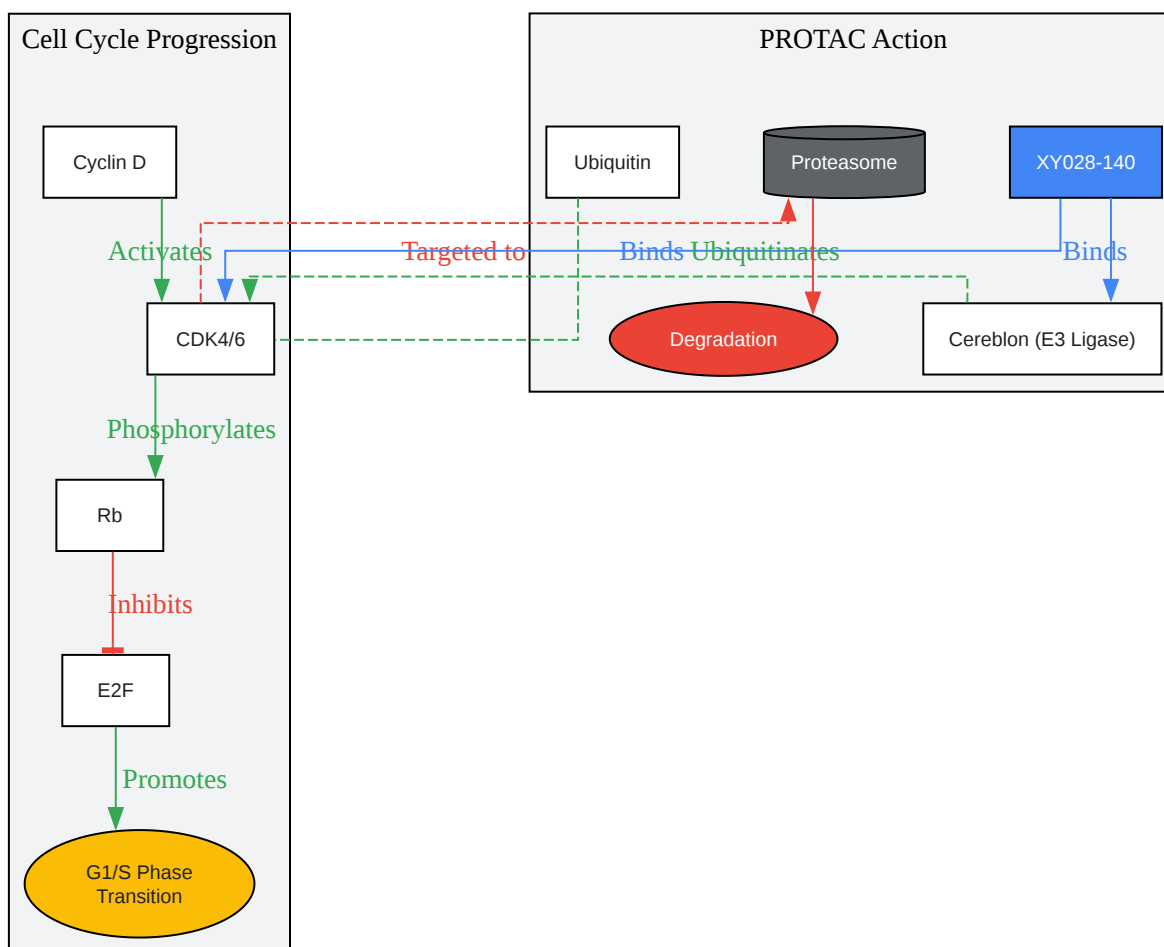 Cell Cycle Progression
PROTAC Action
Cyclin D
Ubiquitin
Proteasome
XY028-140
Activates
Targeted to
Binds
Ubiquitinates
Binds
CDK4/6
Degradation
Cereblon (E3 Ligase)
Phosphorylates
Rb
Inhibits
E2F
Promotes
G1/S Phase
Transition